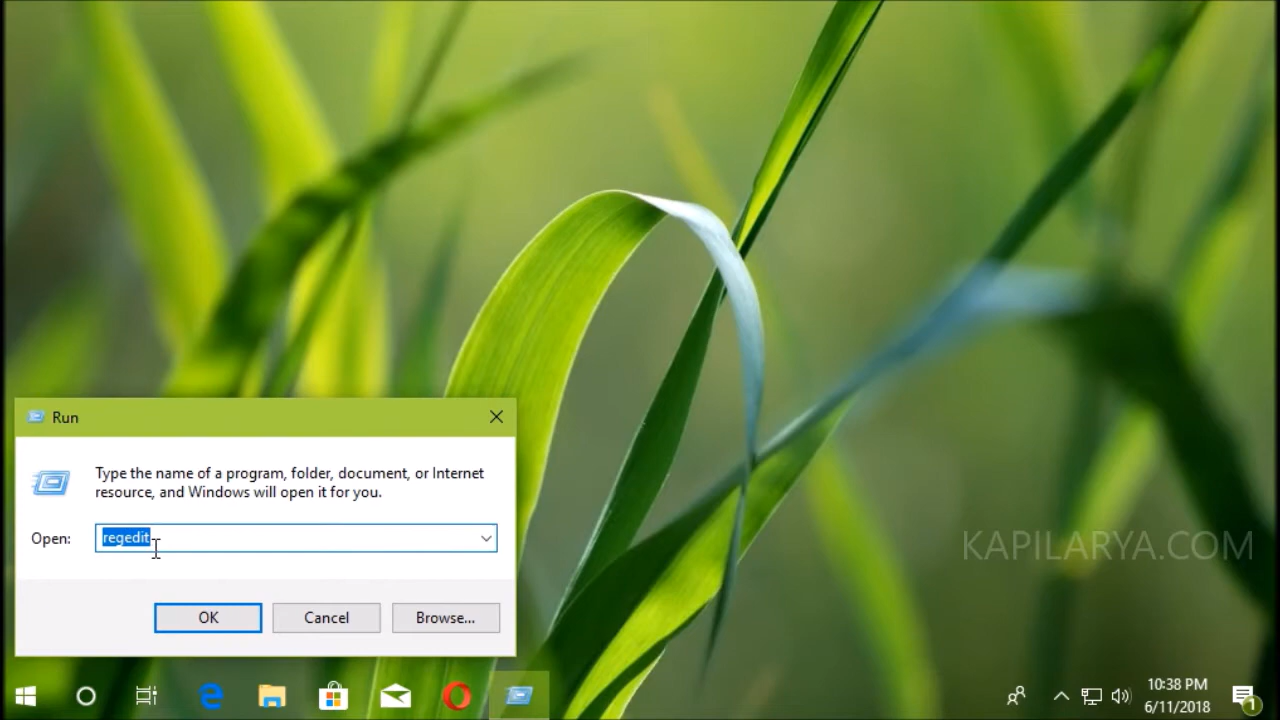 Run
Type the name of a program, folder, document, or Internet
resource, and Windows will open it for you.
Open: regedit
OK Cancel Browse...
KAPILARYA.COM
10:38 PM
6/11/2018
1